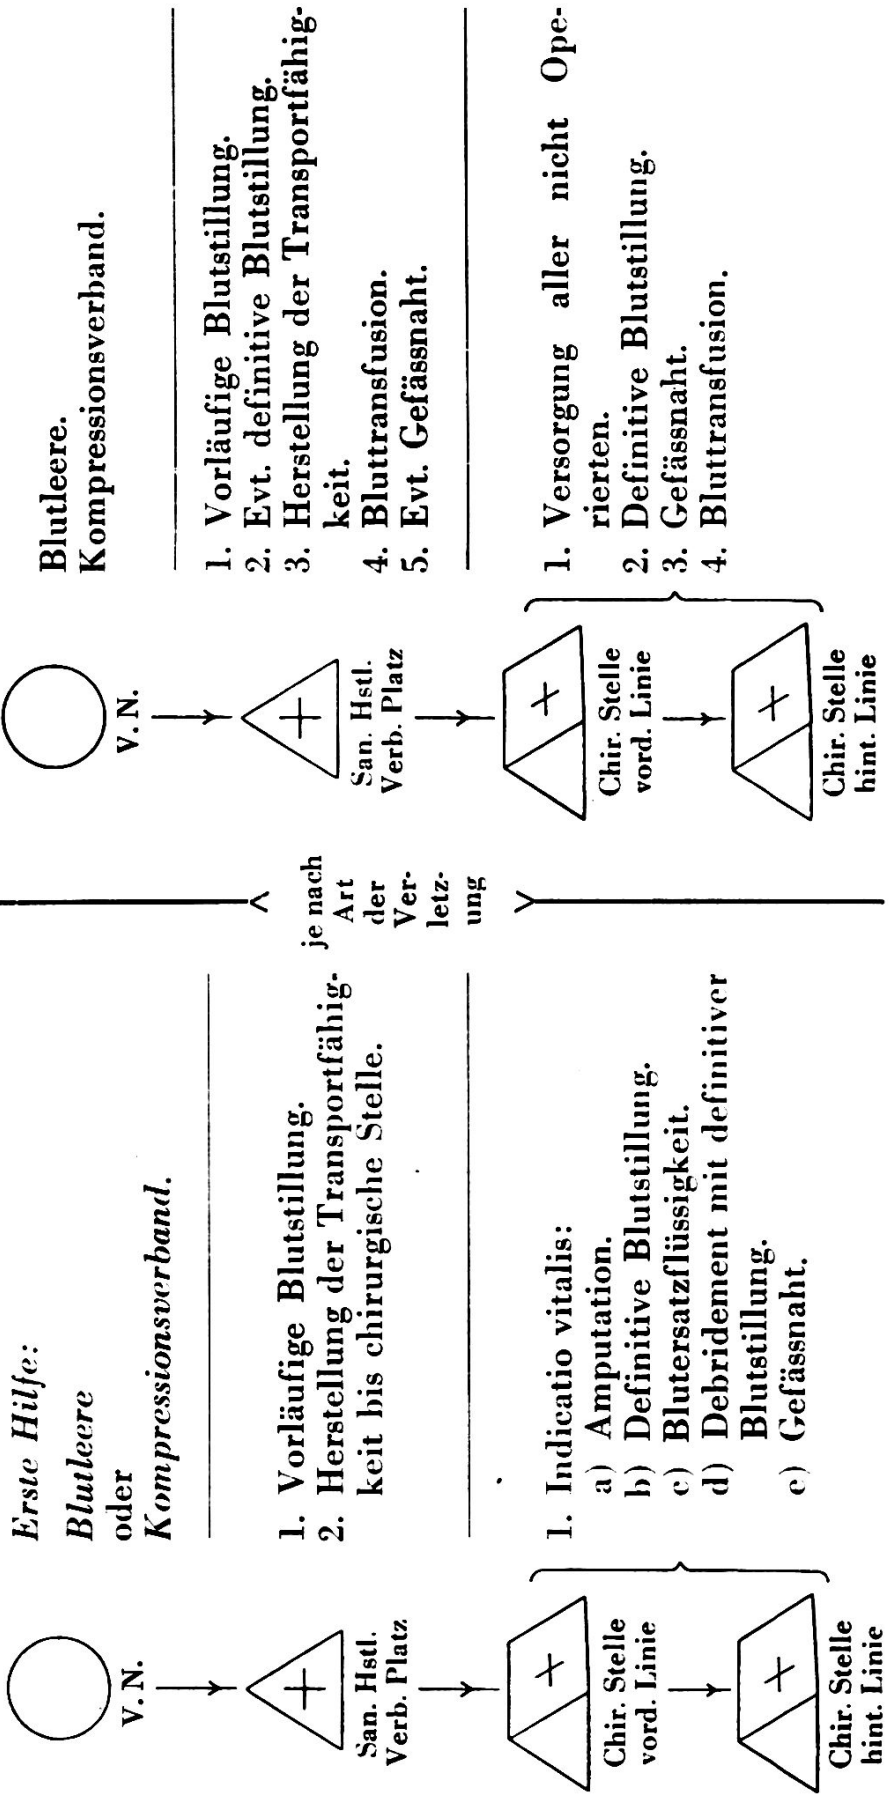 Erste Hilfe:
Blutleere
oder
Kompressionsverband.
V.N.
1. Vorläufige Blutstillung.
2. Herstellung der Transportfähig-
keit bis chirurgische Stelle.
San. Hstl.
Verb. Platz
1. Indicatio vitalis:
a) Amputation.
b) Definitive Blutstillung.
c) Blutersatzflüssigkeit.
d) Debridement mit definitiver
Blutstillung.
e) Gefässnaht.
Chir. Stelle
vord. Linie
Chir. Stelle
hint. Linie
je nach
Art
der
Ver-
letz-
ung
Blutleere.
Kompressionsverband.
V.N.
1. Vorläufige Blutstillung.
2. Evt. definitive Blutstillung.
3. Herstellung der Transportfähig-
keit.
4. Bluttransfusion.
5. Evt. Gefässnaht.
San. Hstl.
Verb. Platz
1. Versorgung aller nicht Ope-
rierten.
2. Definitive Blutstillung.
3. Gefässnaht.
4. Bluttransfusion.
Chir. Stelle
vord. Linie
Chir. Stelle
hint. Linie